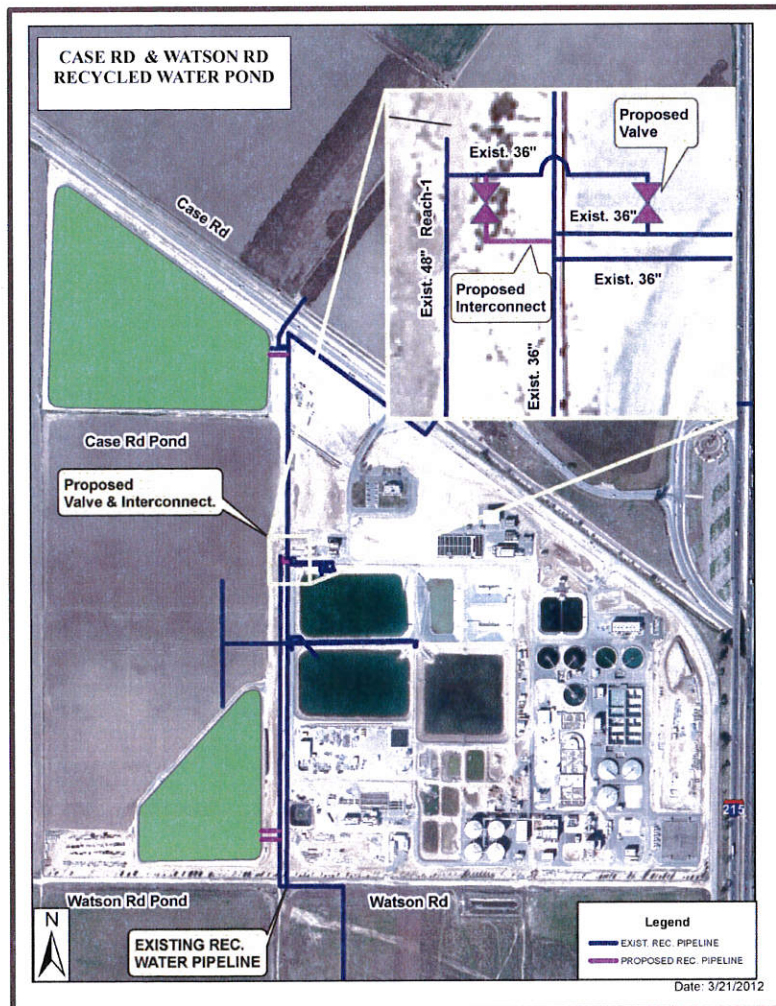 CASE RD & WATSON RD
RECYCLED WATER POND
Case Rd
Proposed
Valve
Exist. 36"
Exist. 48" Reach-1
Exist. 36"
Proposed
Interconnect
Exist. 36"
Exist. 36"
Case Rd Pond
Proposed
Valve & Interconnect.
215
Watson Rd Pond
Watson Rd
N
EXISTING REC.
WATER PIPELINE
Legend
EXIST. REC. PIPELINE
PROPOSED REC. PIPELINE
Date: 3/21/2012